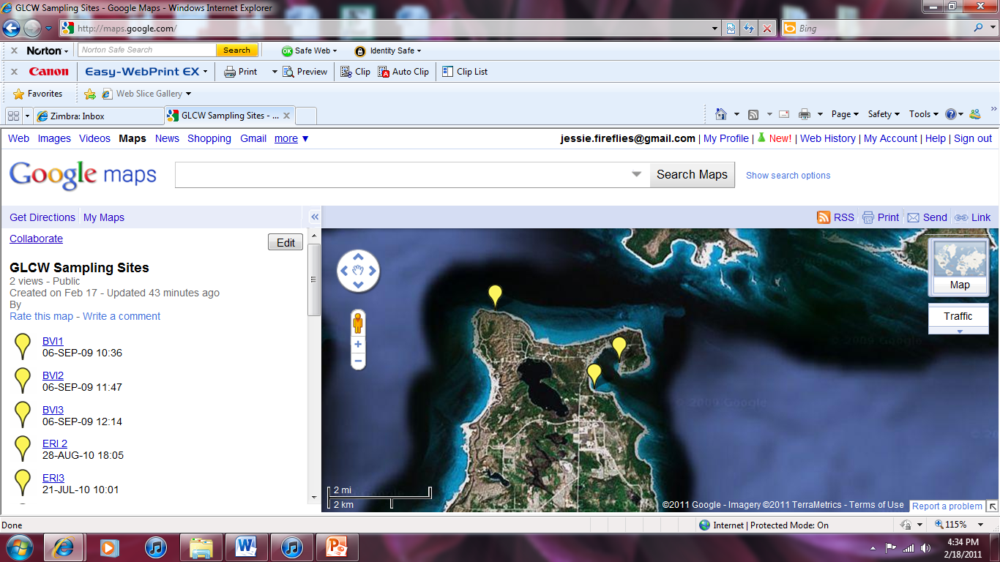 GLCW Sampling Sites - Google Maps - Windows Internet Explorer
http://maps.google.com/
Bing
x Norton Norton Safe Search Search OK Safe Web Identity Safe
x Canon Easy-WebPrint EX Print Preview Clip Auto Clip Clip List
Favorites Web Slice Gallery
Zimbra: Inbox GLCW Sampling Sites - ... x Page Safety Tools »
Web Images Videos Maps News Shopping Gmail more ▼ jessie.fireflies@gmail.com | My Profile | New! | Web History | My Account | Help | Sign out
Google maps Search Maps Show search options
Get Directions My Maps « RSS Print Send Link
Collaborate Edit
GLCW Sampling Sites
2 views - Public
Created on Feb 17 - Updated 43 minutes ago
By
Rate this map - Write a comment
BVI1
06-SEP-09 10:36
BVI2
06-SEP-09 11:47
BVI3
06-SEP-09 12:14
ERI 2
28-AUG-10 18:05
ERI3
21-JUL-10 10:01
Map
Traffic
© 2009 Google
© 2009 Google
2 mi
2 km
©2011 Google - Imagery ©2011 TerraMetrics - Terms of Use Report a problem
Done Internet | Protected Mode: On 115%
4:34 PM
2/18/2011